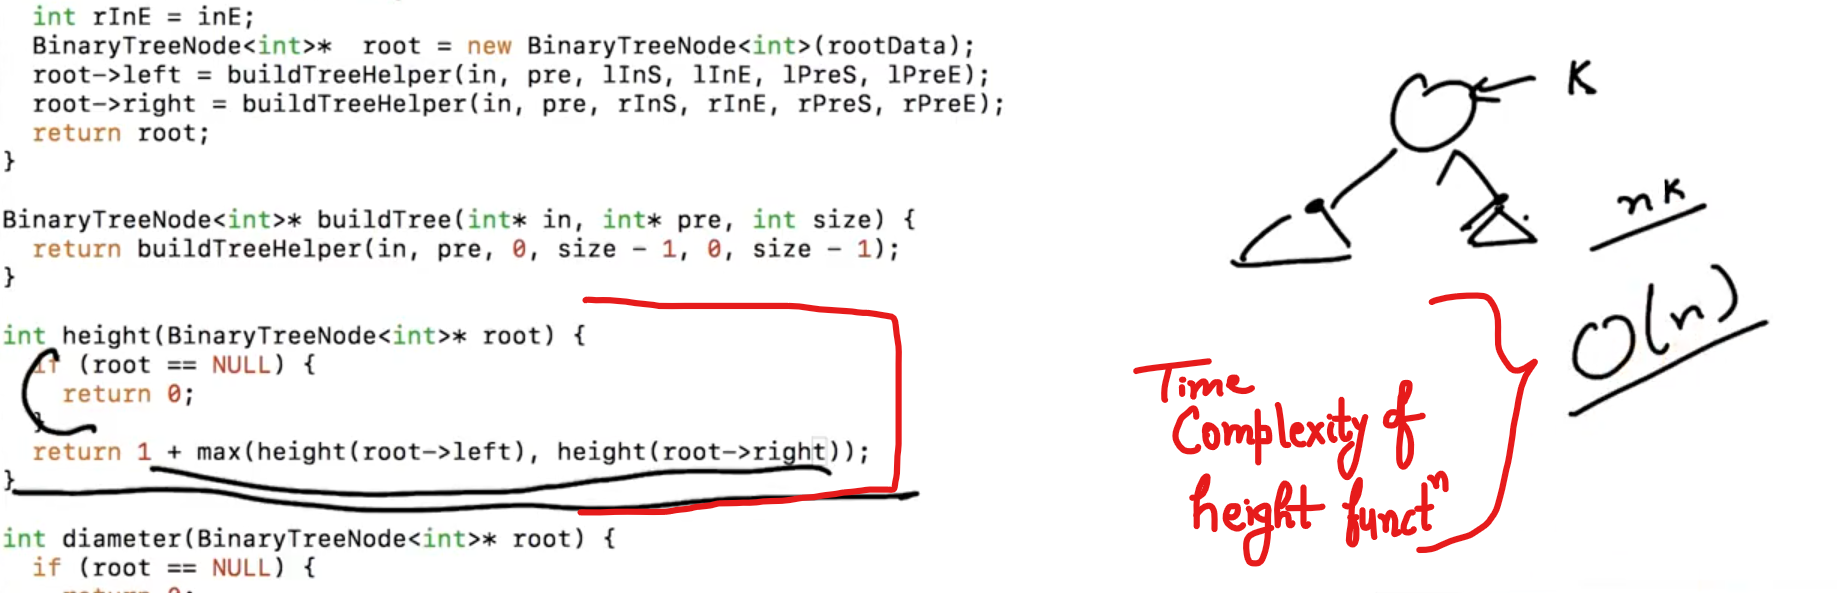 int rInE = inE;
BinaryTreeNode<int>* root = new BinaryTreeNode<int>(rootData);
root->left = buildTreeHelper(in, pre, lInS, lInE, lPreS, lPreE);
root->right = buildTreeHelper(in, pre, rInS, rInE, rPreS, rPreE);
return root;
}
BinaryTreeNode<int>* buildTree(int* in, int* pre, int size) {
return buildTreeHelper(in, pre, 0, size - 1, 0, size - 1);
}
int height(BinaryTreeNode<int>* root) {
if (root == NULL) {
return 0;
}
return 1 + max(height(root->left), height(root->right));
}
int diameter(BinaryTreeNode<int>* root) {
if (root == NULL) {
return 0;
K
nK
O(n)
Time
Complexity of
height functⁿ